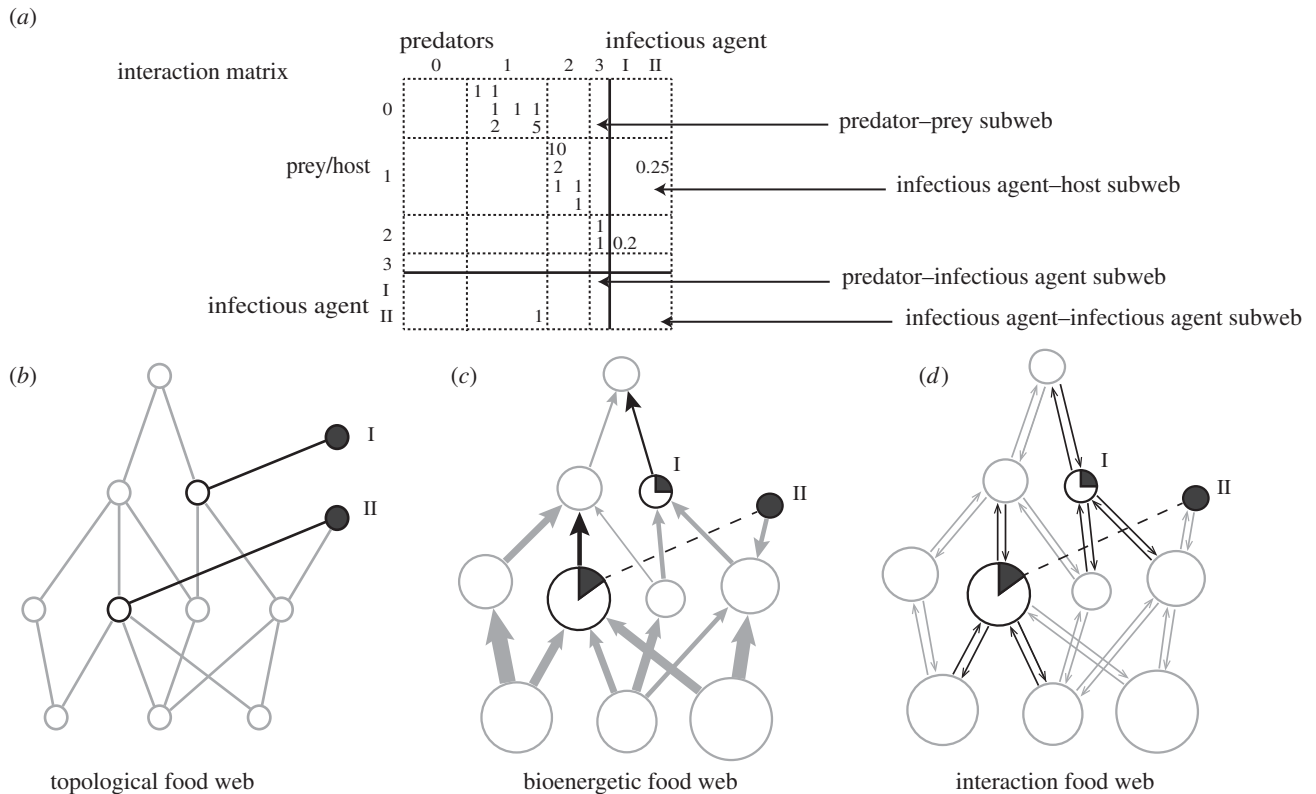 (a)
predators infectious agent
interaction matrix
0 1 2 3 I II
0
1 1
1 1 1
2 5
predator–prey subweb
prey/host
1
10
2 0.25
1 1
1
infectious agent–host subweb
2
1
1 0.2
3
predator–infectious agent subweb
infectious agent
I
II 1
infectious agent–infectious agent subweb
(b)
I
II
topological food web
(c)
I
II
bioenergetic food web
(d)
I
II
interaction food web